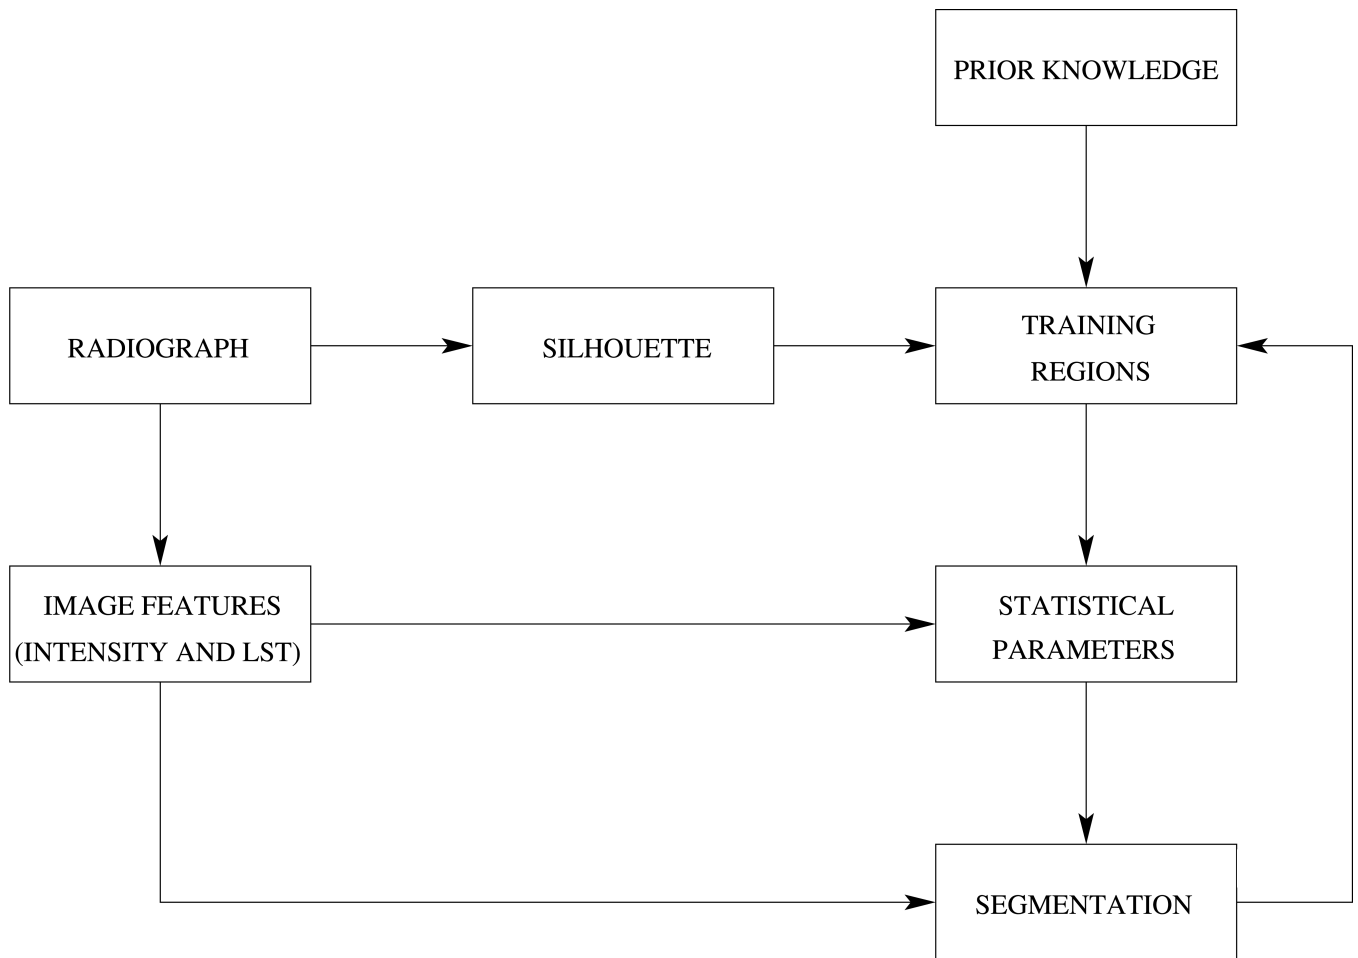 PRIOR KNOWLEDGE
RADIOGRAPH
SILHOUETTE
TRAINING
REGIONS
IMAGE FEATURES
(INTENSITY AND LST)
STATISTICAL
PARAMETERS
SEGMENTATION